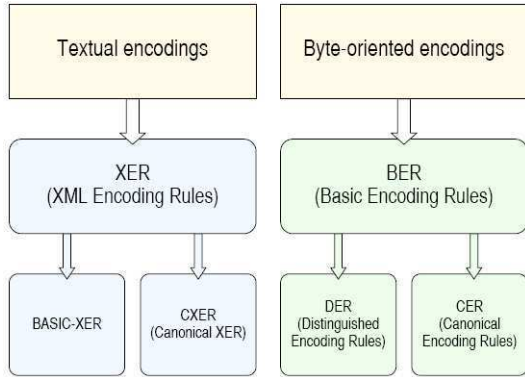 Textual encodings
Byte-oriented encodings
XER
(XML Encoding Rules)
BER
(Basic Encoding Rules)
BASIC-XER
CXER
(Canonical XER)
DER
(Distinguished
Encoding Rules)
CER
(Canonical
Encoding Rules)